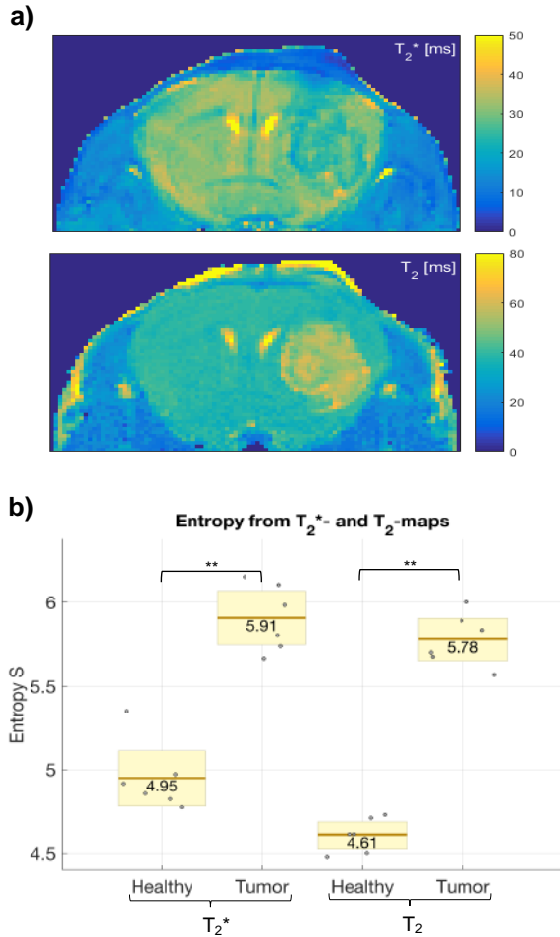 a)
T2* [ms]
50
40
30
20
10
0
T2 [ms]
80
60
40
20
0
b)
Entropy from T2*- and T2-maps
**
**
6
5.91
5.78
5.5
5
4.95
4.61
4.5
Entropy S
Healthy Tumor Healthy Tumor
T2* T2